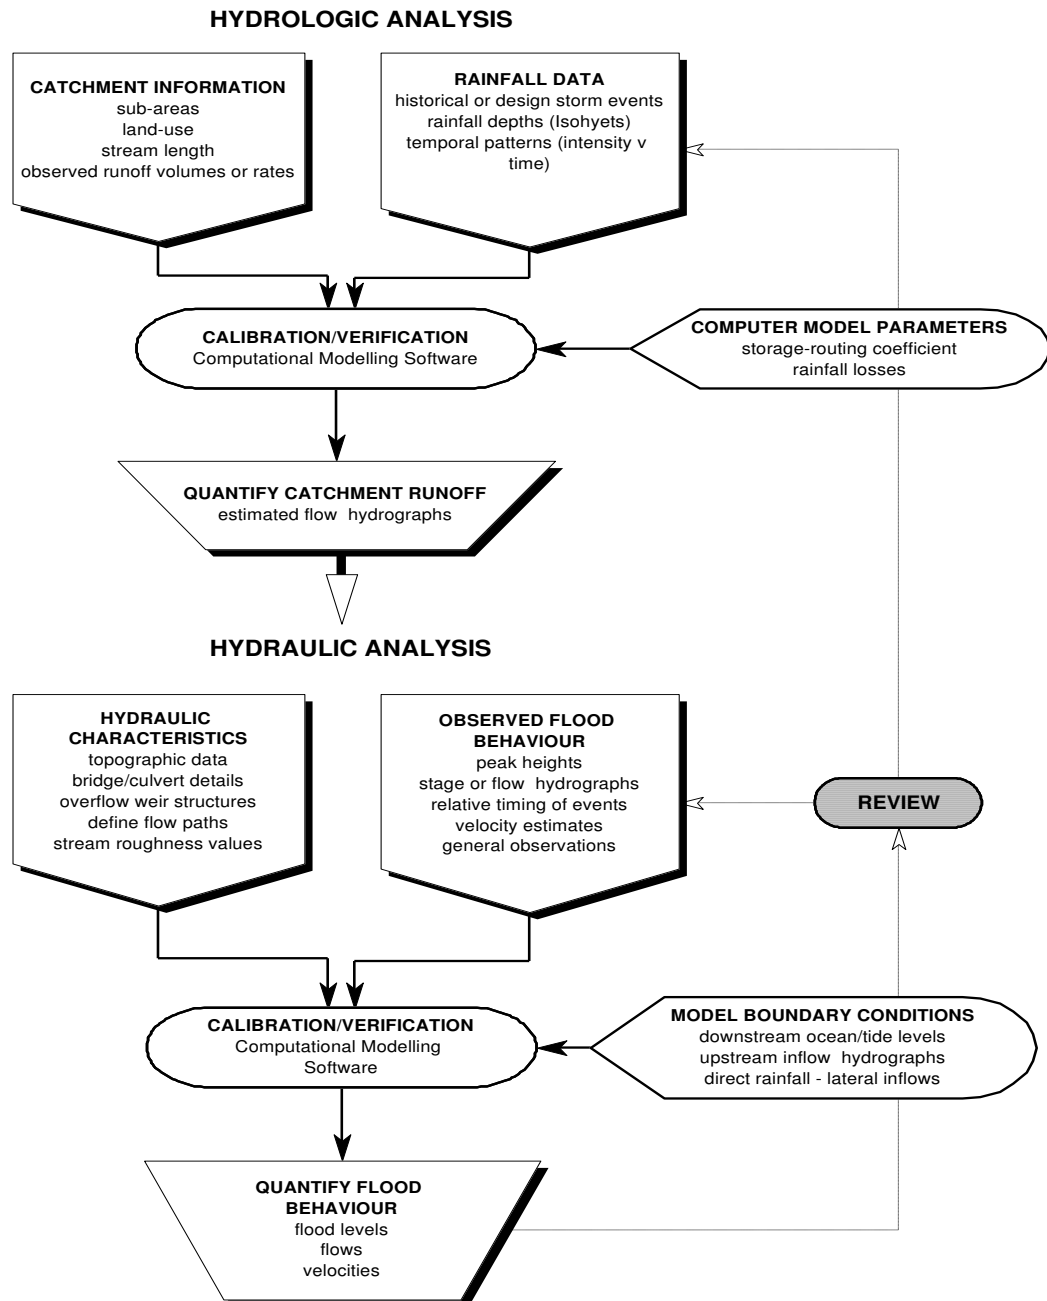 HYDROLOGIC ANALYSIS
CATCHMENT INFORMATION
sub-areas
land-use
stream length
observed runoff volumes or rates
RAINFALL DATA
historical or design storm events
rainfall depths (Isohyets)
temporal patterns (intensity v
time)
CALIBRATION/VERIFICATION
Computational Modelling Software
COMPUTER MODEL PARAMETERS
storage-routing coefficient
rainfall losses
QUANTIFY CATCHMENT RUNOFF
estimated flow hydrographs
HYDRAULIC ANALYSIS
HYDRAULIC
CHARACTERISTICS
topographic data
bridge/culvert details
overflow weir structures
define flow paths
stream roughness values
OBSERVED FLOOD
BEHAVIOUR
peak heights
stage or flow hydrographs
relative timing of events
velocity estimates
general observations
REVIEW
CALIBRATION/VERIFICATION
Computational Modelling
Software
MODEL BOUNDARY CONDITIONS
downstream ocean/tide levels
upstream inflow hydrographs
direct rainfall - lateral inflows
QUANTIFY FLOOD
BEHAVIOUR
flood levels
flows
velocities